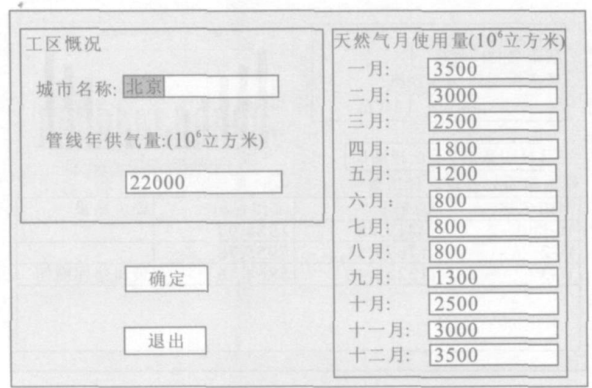 工区慨况
城市名称: 北京
管线年供气量:(10⁶立方米)
22000
确定
退出
天然气月使用量(10⁶立方米)
一月: 3500
二月: 3000
三月: 2500
四月: 1800
五月: 1200
六月: 800
七月: 800
八月: 800
九月: 1300
十月: 2500
十一月: 3000
十二月: 3500